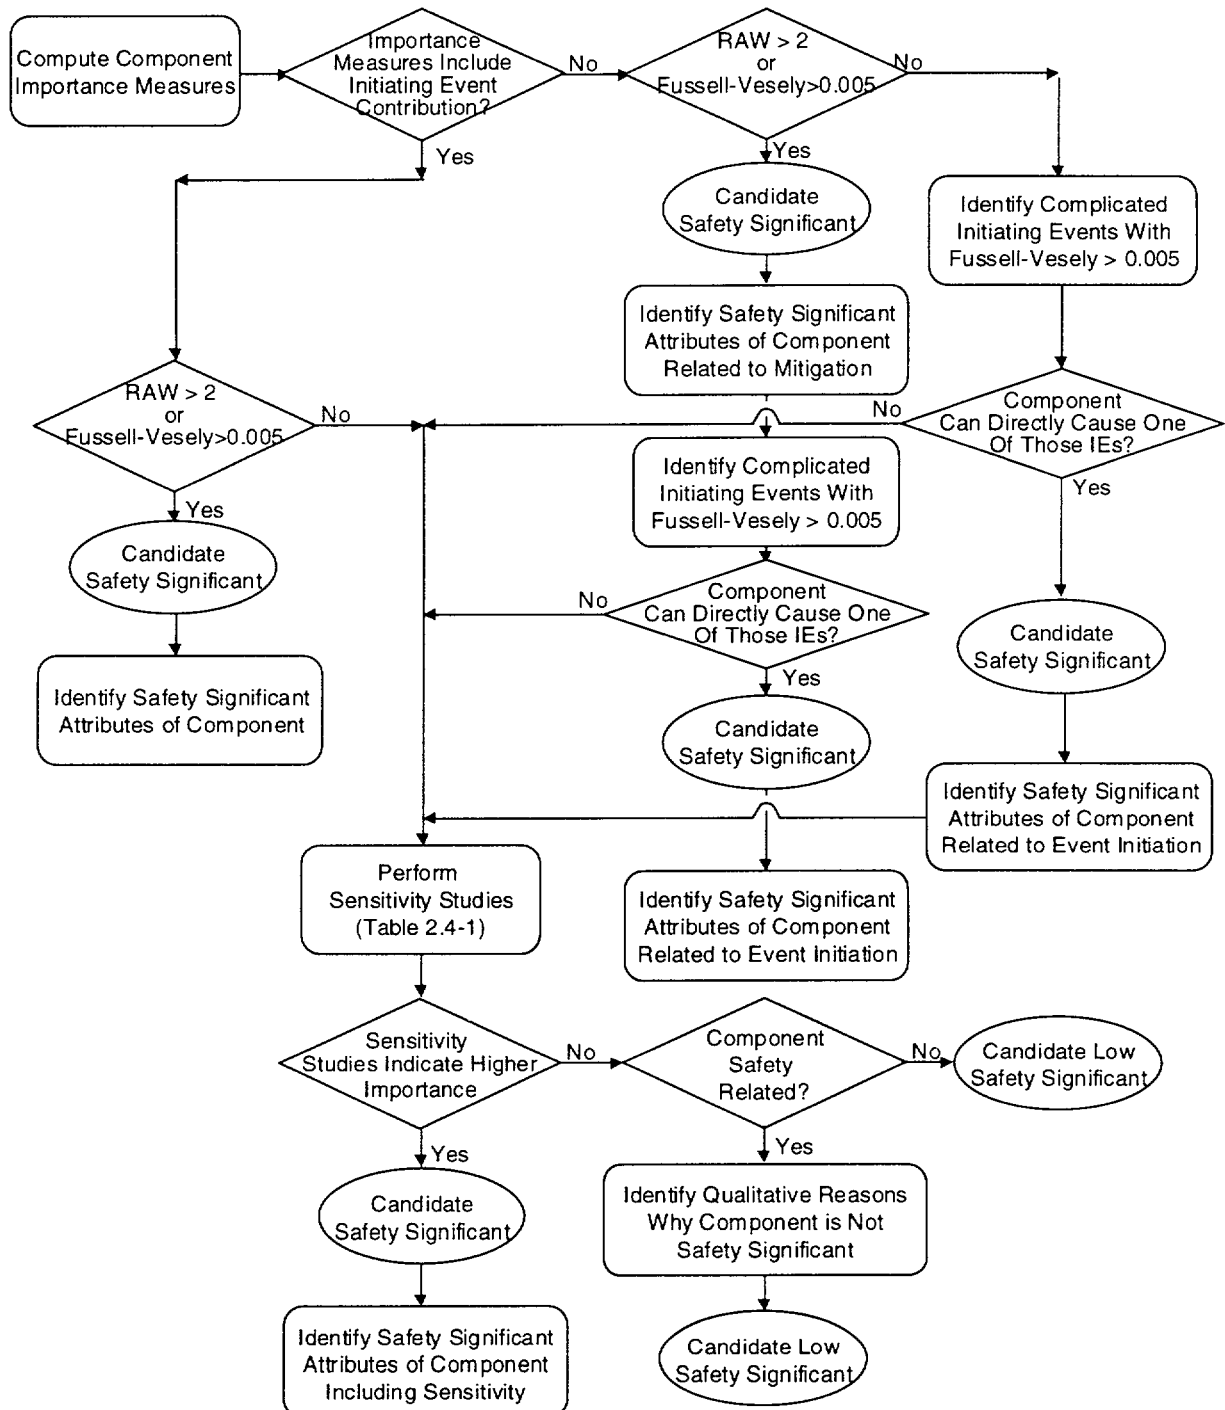 Compute Component
Importance Measures
Importance
Measures Include
Initiating Event
Contribution?
No
RAW > 2
or
Fussell-Vesely>0.005
No
Yes
Yes
Candidate
Safety Significant
Identify Complicated
Initiating Events With
Fussell-Vesely > 0.005
Identify Safety Significant
Attributes of Component
Related to Mitigation
RAW > 2
or
Fussell-Vesely>0.005
No
No
Component
Can Directly Cause One
Of Those IEs?
Yes
Identify Complicated
Initiating Events With
Fussell-Vesely > 0.005
Yes
Candidate
Safety Significant
No
Component
Can Directly Cause One
Of Those IEs?
Yes
Candidate
Safety Significant
Identify Safety Significant
Attributes of Component
Candidate
Safety Significant
Identify Safety Significant
Attributes of Component
Related to Event Initiation
Perform
Sensitivity Studies
(Table 2.4-1)
Identify Safety Significant
Attributes of Component
Related to Event Initiation
Sensitivity
Studies Indicate Higher
Importance
No
Component
Safety
Related?
No
Candidate Low
Safety Significant
Yes
Yes
Candidate
Safety Significant
Identify Qualitative Reasons
Why Component is Not
Safety Significant
Identify Safety Significant
Attributes of Component
Including Sensitivity
Candidate Low
Safety Significant